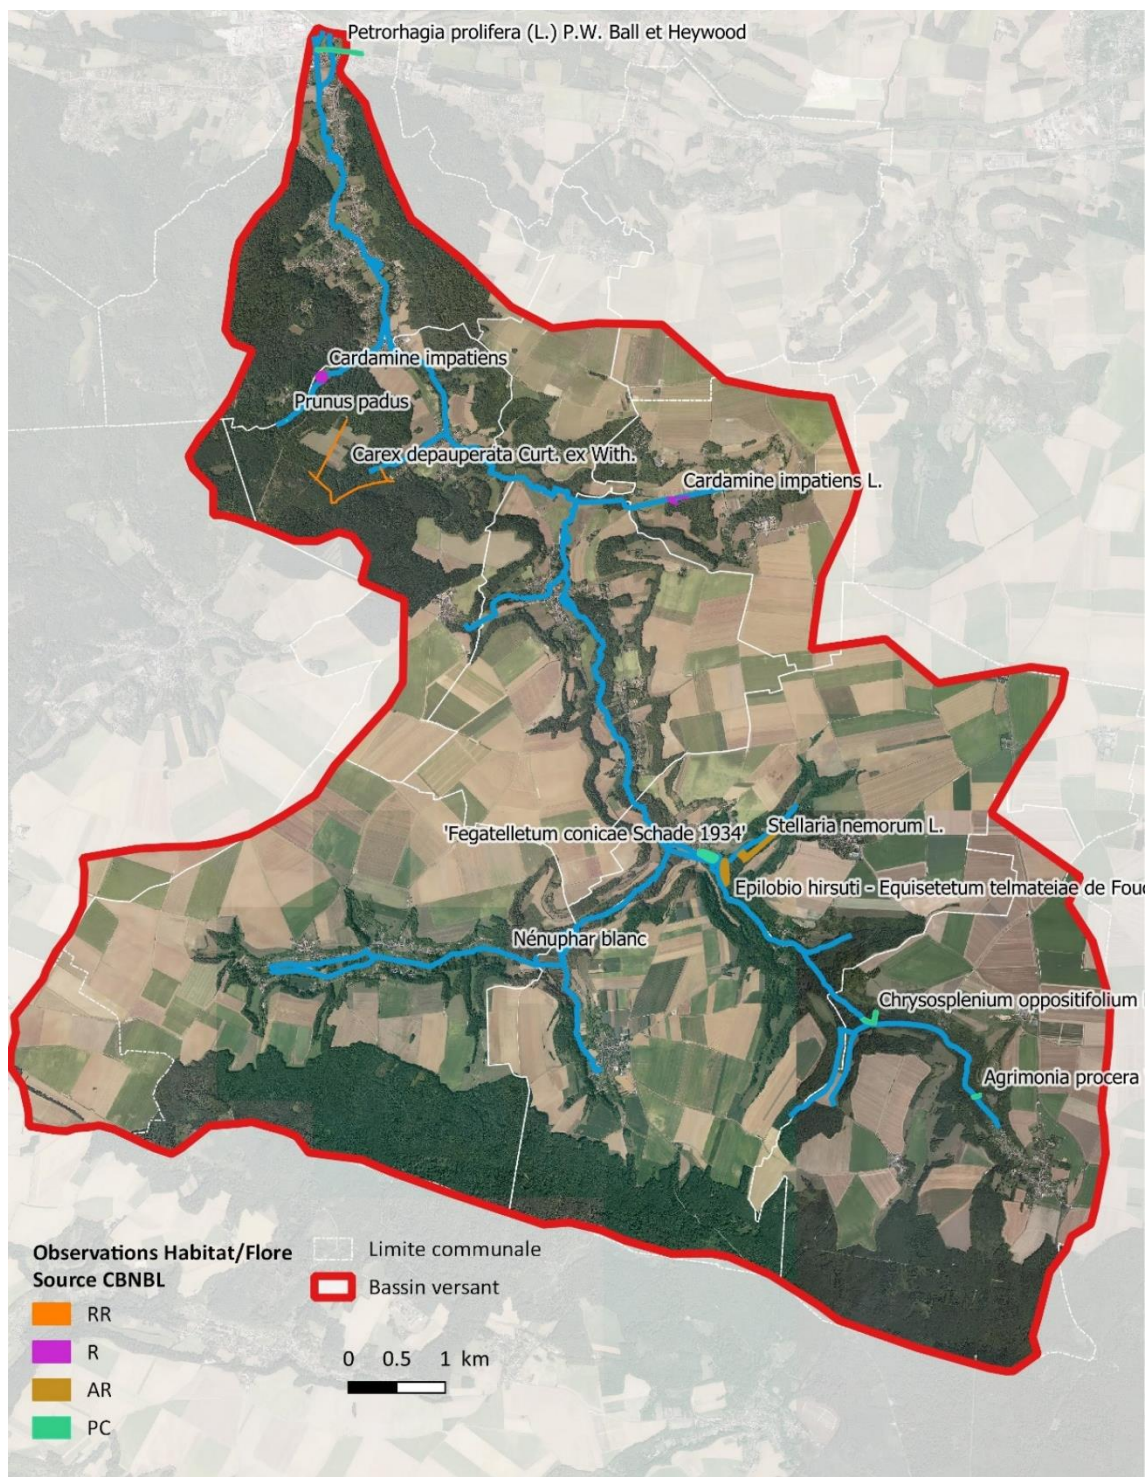 Petrorhagia prolifera (L.) P.W. Ball et Heywood
Cardamine impatiens
Prunus padus
Carex depauperata Curt. ex With.
Cardamine impatiens L.
'Fegatelletum conicae Schade 1934'
Stellaria nemorum L.
Epilobio hirsuti - Equisetetum telmateiae de Fouc
Nénuphar blanc
Chrysosplenium oppositifolium
Agrimonia procera
Observations Habitat/Flore
Source CBNBL
RR
R
AR
PC
Limite communale
Bassin versant
0 0.5 1 km